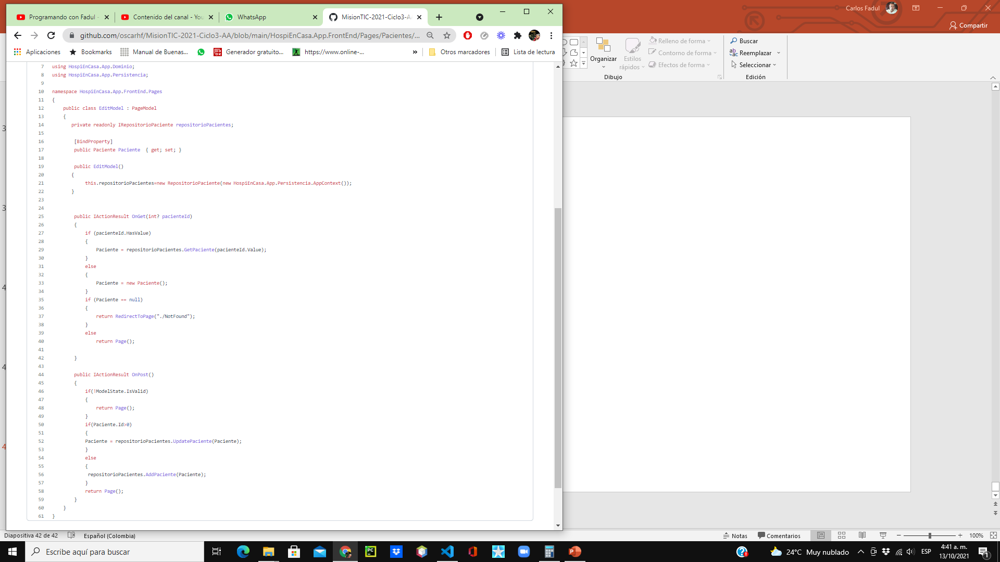 Programando con Fadul -
Contenido del canal - You
WhatsApp
MisionTIC-2021-Ciclo3-A
Carlos Fadul
Compartir
github.com/oscarhf/MisionTIC-2021-Ciclo3-AA/blob/main/HospiEnCasa.App.FrontEnd/Pages/Pacientes/...
Aplicaciones
Bookmarks
Manual de Buenas...
Generador gratuito...
https://www.online-...
»
Otros marcadores
Lista de lectura
Organizar
Estilos rápidos
Relleno de forma
Contorno de forma
Efectos de forma
Dibujo
Buscar
Reemplazar
Seleccionar
Edición
7 using HospiEnCasa.App.Dominio;
8 using HospiEnCasa.App.Persistencia;
9
10 namespace HospiEnCasa.App.FrontEnd.Pages
11 {
12 public class EditModel : PageModel
13 {
14 private readonly IRepositorioPaciente repositorioPacientes;
15
16 [BindProperty]
17 public Paciente Paciente { get; set; }
18
19 public EditModel()
20 {
21 this.repositorioPacientes=new RepositorioPaciente(new HospiEnCasa.App.Persistencia.AppContext());
22 }
23
24
25 public IActionResult OnGet(int? pacienteId)
26 {
27 if (pacienteId.HasValue)
28 {
29 Paciente = repositorioPacientes.GetPaciente(pacienteId.Value);
30 }
31 else
32 {
33 Paciente = new Paciente();
34 }
35 if (Paciente == null)
36 {
37 return RedirectToPage("./NotFound");
38 }
39 else
40 return Page();
41
42 }
43
44 public IActionResult OnPost()
45 {
46 if(!ModelState.IsValid)
47 {
48 return Page();
49 }
50 if(Paciente.Id>0)
51 {
52 Paciente = repositorioPacientes.UpdatePaciente(Paciente);
53 }
54 else
55 {
56 repositorioPacientes.AddPaciente(Paciente);
57 }
58 return Page();
59 }
60 }
61 }
3
3
4
4
4
Diapositiva 42 de 42
Español (Colombia)
Notas
Comentarios
100%
Escribe aquí para buscar
24°C Muy nublado
ESP
4:41 a. m.
13/10/2021
1